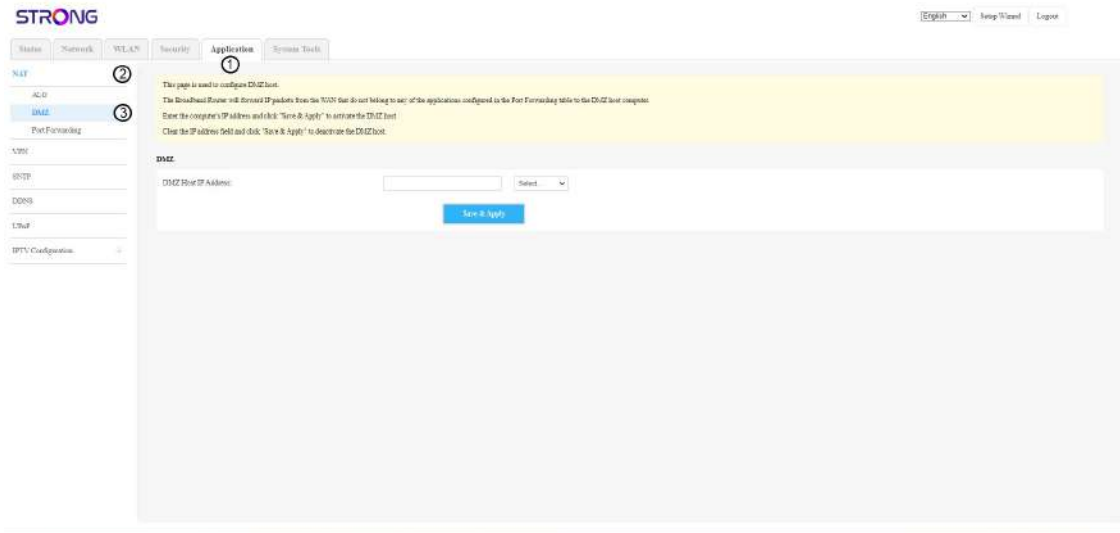 STRONG
English Setup Wizard Logout
Status Network WLAN Security Application System Tools
1
NAT 2
ALG
DMZ 3
Port Forwarding
VPN
SNTP
DDNS
UPnP
IPTV Configuration
This page is used to configure DMZ host.
The Broadband Router will forward IP packets from the WAN that do not belong to any of the applications configured in the Port Forwarding table to the DMZ host computer.
Enter the computer's IP address and click "Save & Apply" to activate the DMZ host
Clear the IP address field and click "Save & Apply" to deactivate the DMZ host.
DMZ
DMZ Host IP Address: Select
Save & Apply